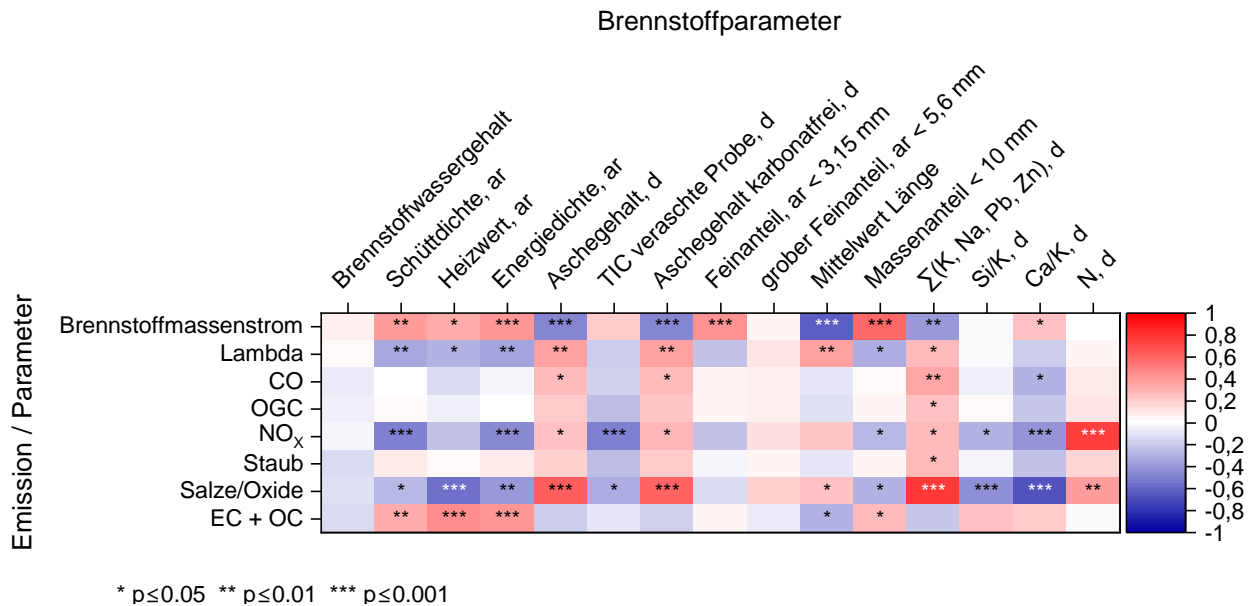 Brennstoffparameter
Brennstoffwassergehalt
Schüttdichte, ar
Heizwert, ar
Energiedichte, ar
Aschegehalt, d
TIC veraschte Probe, d
Aschegehalt karbonatfrei, d
Feinanteil, ar < 3,15 mm
grober Feinanteil, ar < 5,6 mm
Mittelwert Länge
Massenanteil < 10 mm
∑(K, Na, Pb, Zn), d
Si/K, d
Ca/K, d
N, d
Emission / Parameter
Brennstoffmassenstrom ** * *** *** *** *** *** *** ** *
Lambda ** * ** ** ** ** * *
CO * * ** *
OGC *
NOX *** *** * *** * * * * *** ***
Staub *
Salze/Oxide * *** ** *** * *** * * *** *** *** **
EC + OC ** *** *** * *
1
0,8
0,6
0,4
0,2
0
-0,2
-0,4
-0,6
-0,8
-1
* p≤0.05 ** p≤0.01 *** p≤0.001